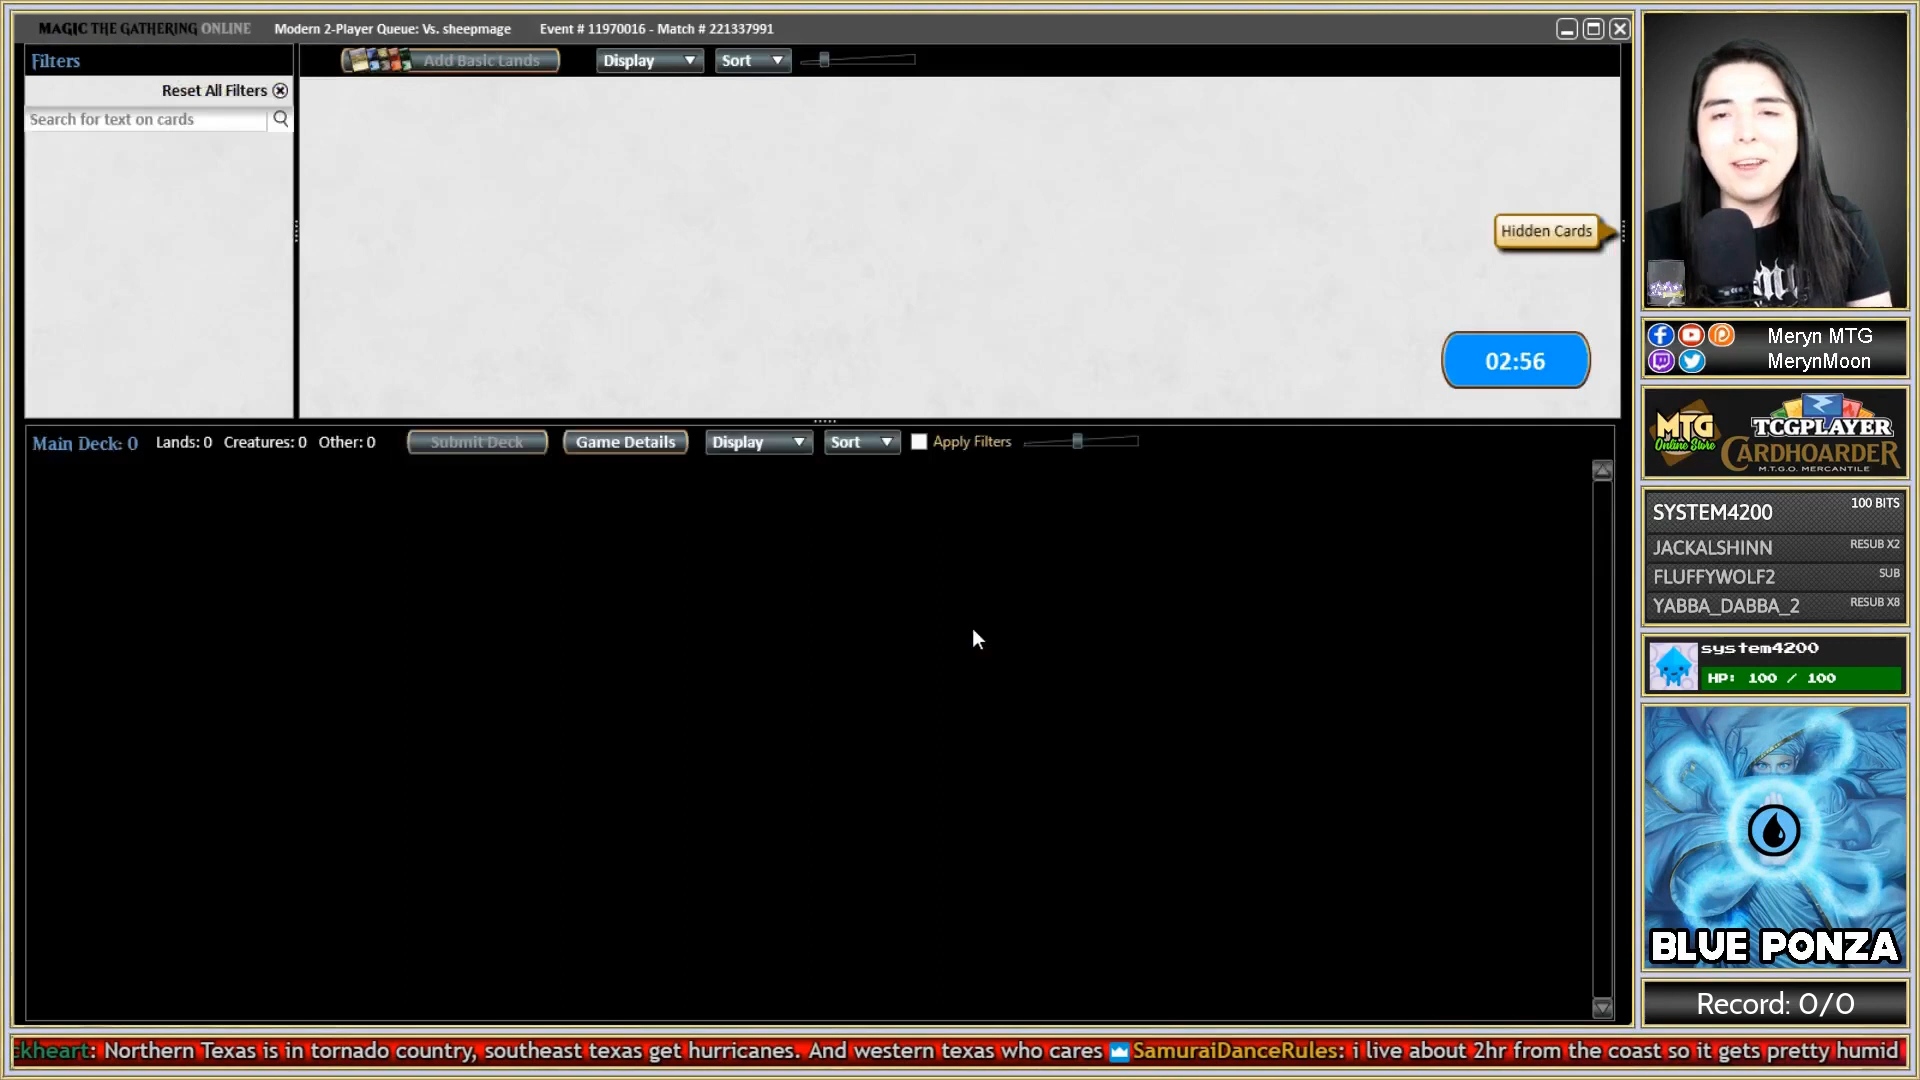 MAGIC THE GATHERING ONLINE
Modern 2-Player Queue: Vs. sheepmage
Event # 11970016 - Match # 221337991
Filters
Add Basic Lands
Display
Sort
Reset All Filters
Search for text on cards
Hidden Cards
02:56
Main Deck: 0
Lands: 0 Creatures: 0 Other: 0
Submit Deck
Game Details
Display
Sort
Apply Filters
Meryn MTG
MerynMoon
MTG
Online Store
TCGPLAYER
CARDHOARDER
M.T.G.O. MERCANTILE
SYSTEM4200 100 BITS
JACKALSHINN RESUB X2
FLUFFYWOLF2 SUB
YABBA_DABBA_2 RESUB X8
system4200
HP: 100 / 100
BLUE PONZA
Record: 0/0
ckheart: Northern Texas is in tornado country, southeast texas get hurricanes. And western texas who cares SamuraiDanceRules: i live about 2hr from the coast so it gets pretty humid